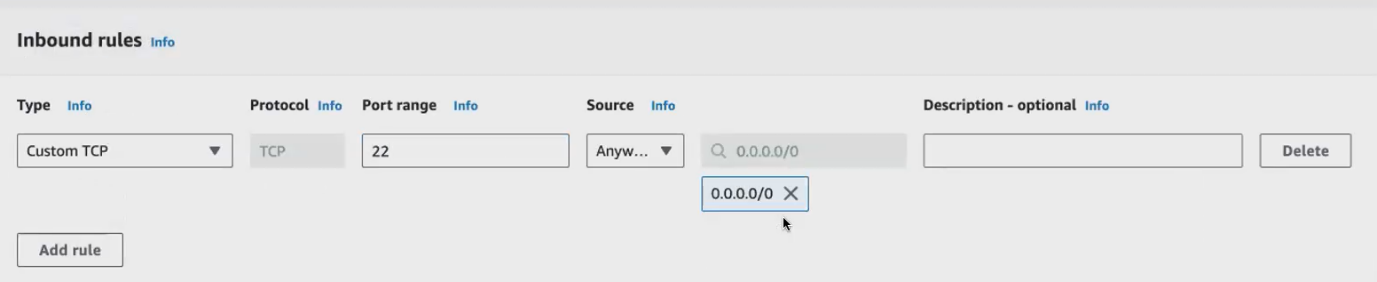 Inbound rules Info
Type Info Protocol Info Port range Info Source Info Description - optional Info
Custom TCP TCP 22 Anyw... 0.0.0.0/0 Delete
0.0.0.0/0
Add rule